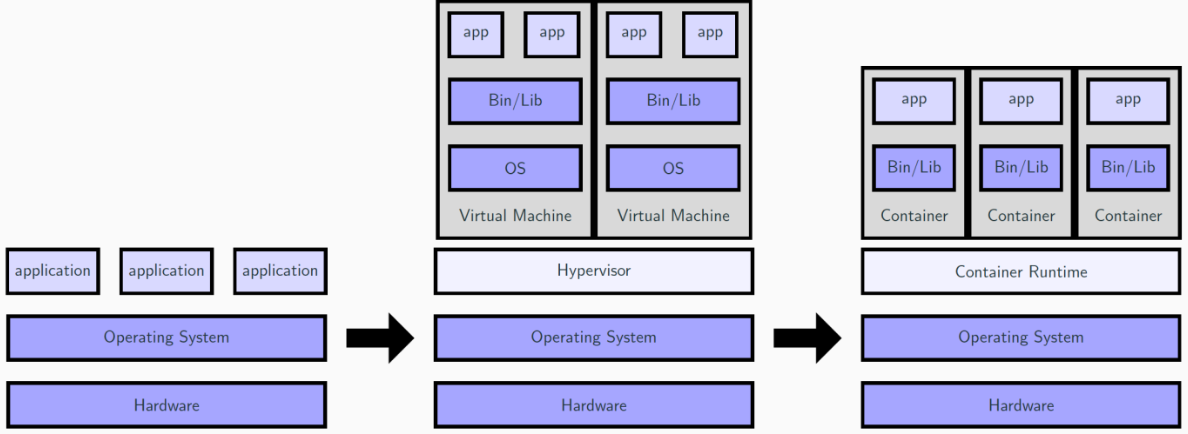 application
application
application
Operating System
Hardware
app
app
Bin/Lib
OS
Virtual Machine
app
app
Bin/Lib
OS
Virtual Machine
Hypervisor
Operating System
Hardware
app
Bin/Lib
Container
app
Bin/Lib
Container
app
Bin/Lib
Container
Container Runtime
Operating System
Hardware